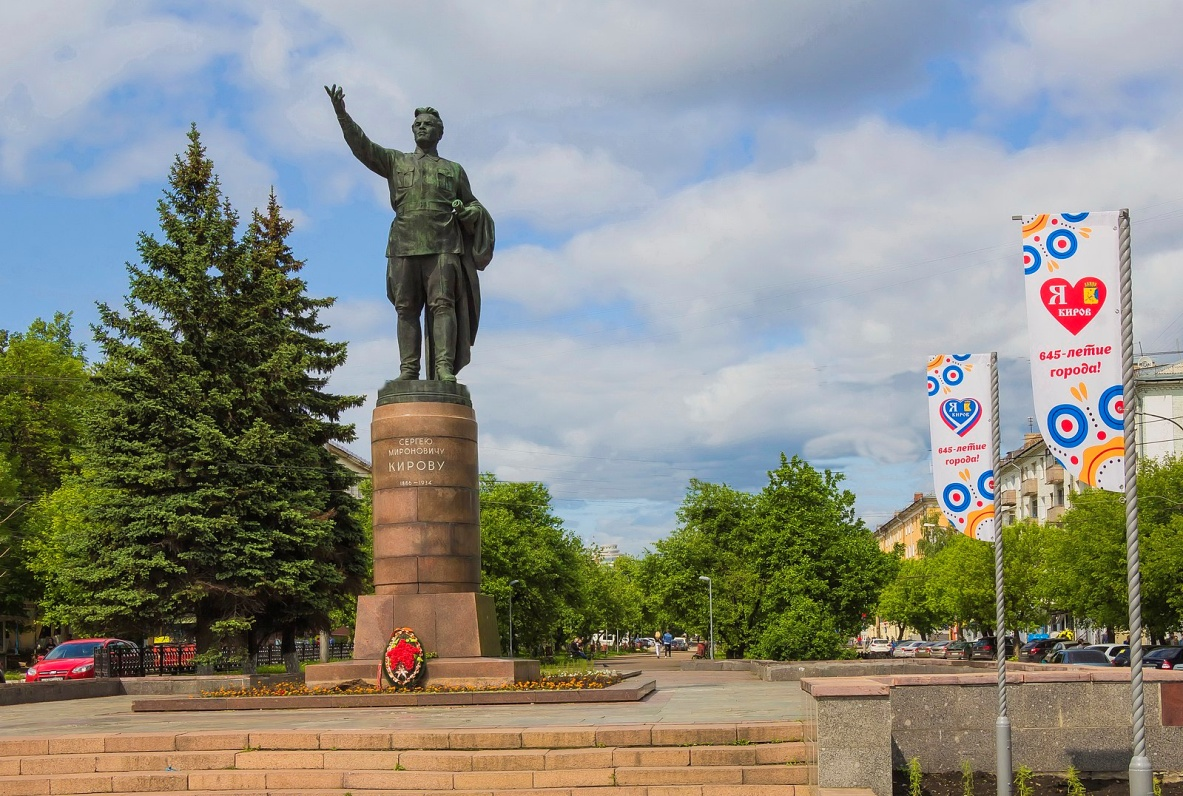 СЕРГЕЮ
МИРОНОВИЧУ
КИРОВУ
1886–1934
Я
КИРОВ
645-летие
города!
Я
КИРОВ
645-летие
города!